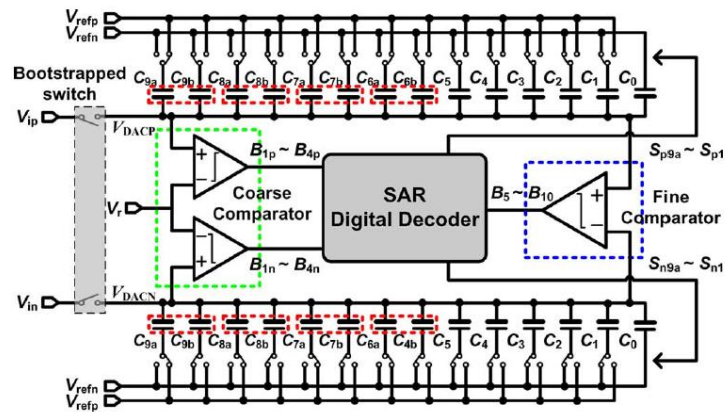 Vrefp
Vrefn
Bootstrapped
switch
C9a C9b C8a C8b C7a C7b C6a C6b C5 C4 C3 C2 C1 C0
Vip
VDACP
B1p ~ B4p
Sp9a ~ Sp1
Vr
Coarse
Comparator
SAR
Digital Decoder
B5 ~ B10
Fine
Comparator
B1n ~ B4n
Sn9a ~ Sn1
Vin
VDACN
C9a C9b C8a C8b C7a C7b C6a C4b C5 C4 C3 C2 C1 C0
Vrefn
Vrefp